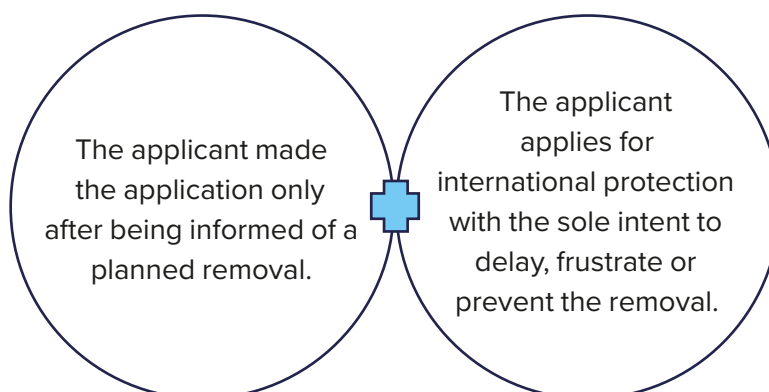 The applicant made
the application only
after being informed of a
planned removal.
The applicant
applies for
international protection
with the sole intent to
delay, frustrate or
prevent the removal.